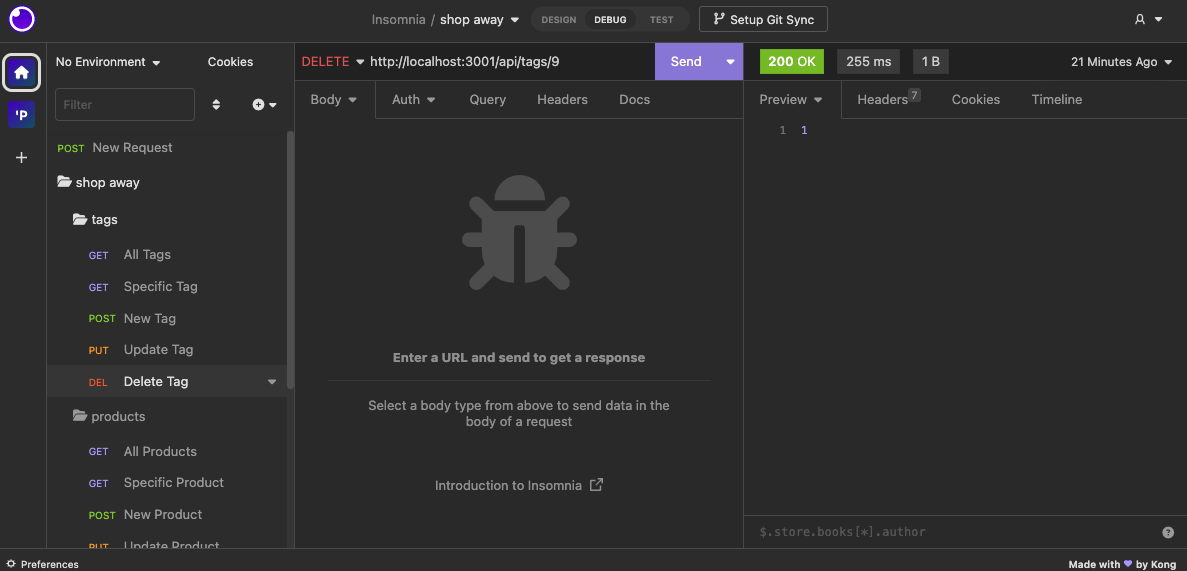 Insomnia / shop away
DESIGN DEBUG TEST
Setup Git Sync
No Environment Cookies
Filter
'P
POST New Request
shop away
tags
GET All Tags
GET Specific Tag
POST New Tag
PUT Update Tag
DEL Delete Tag
products
GET All Products
GET Specific Product
POST New Product
PUT Update Product
DELETE http://localhost:3001/api/tags/9 Send
Body Auth Query Headers Docs
Enter a URL and send to get a response
Select a body type from above to send data in the
body of a request
Introduction to Insomnia
200 OK 255 ms 1 B 21 Minutes Ago
Preview Headers 7 Cookies Timeline
1 1
$.store.books[*].author
Preferences
Made with 💜 by Kong